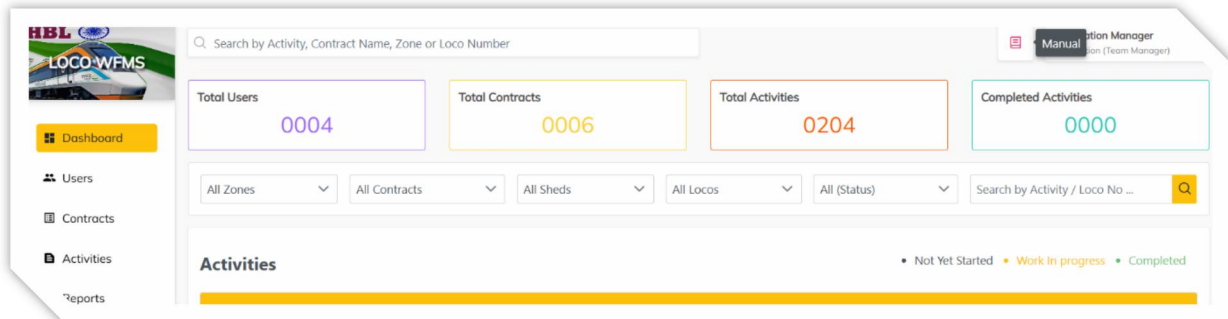 HBL
LOCO WFMS
Search by Activity, Contract Name, Zone or Loco Number
Manual
ation Manager
ion (Team Manager)
Total Users
0004
Total Contracts
0006
Total Activities
0204
Completed Activities
0000
Dashboard
Users
Contracts
Activities
Reports
All Zones
All Contracts
All Sheds
All Locos
All (Status)
Search by Activity / Loco No ...
Activities
Not Yet Started
Work In progress
Completed